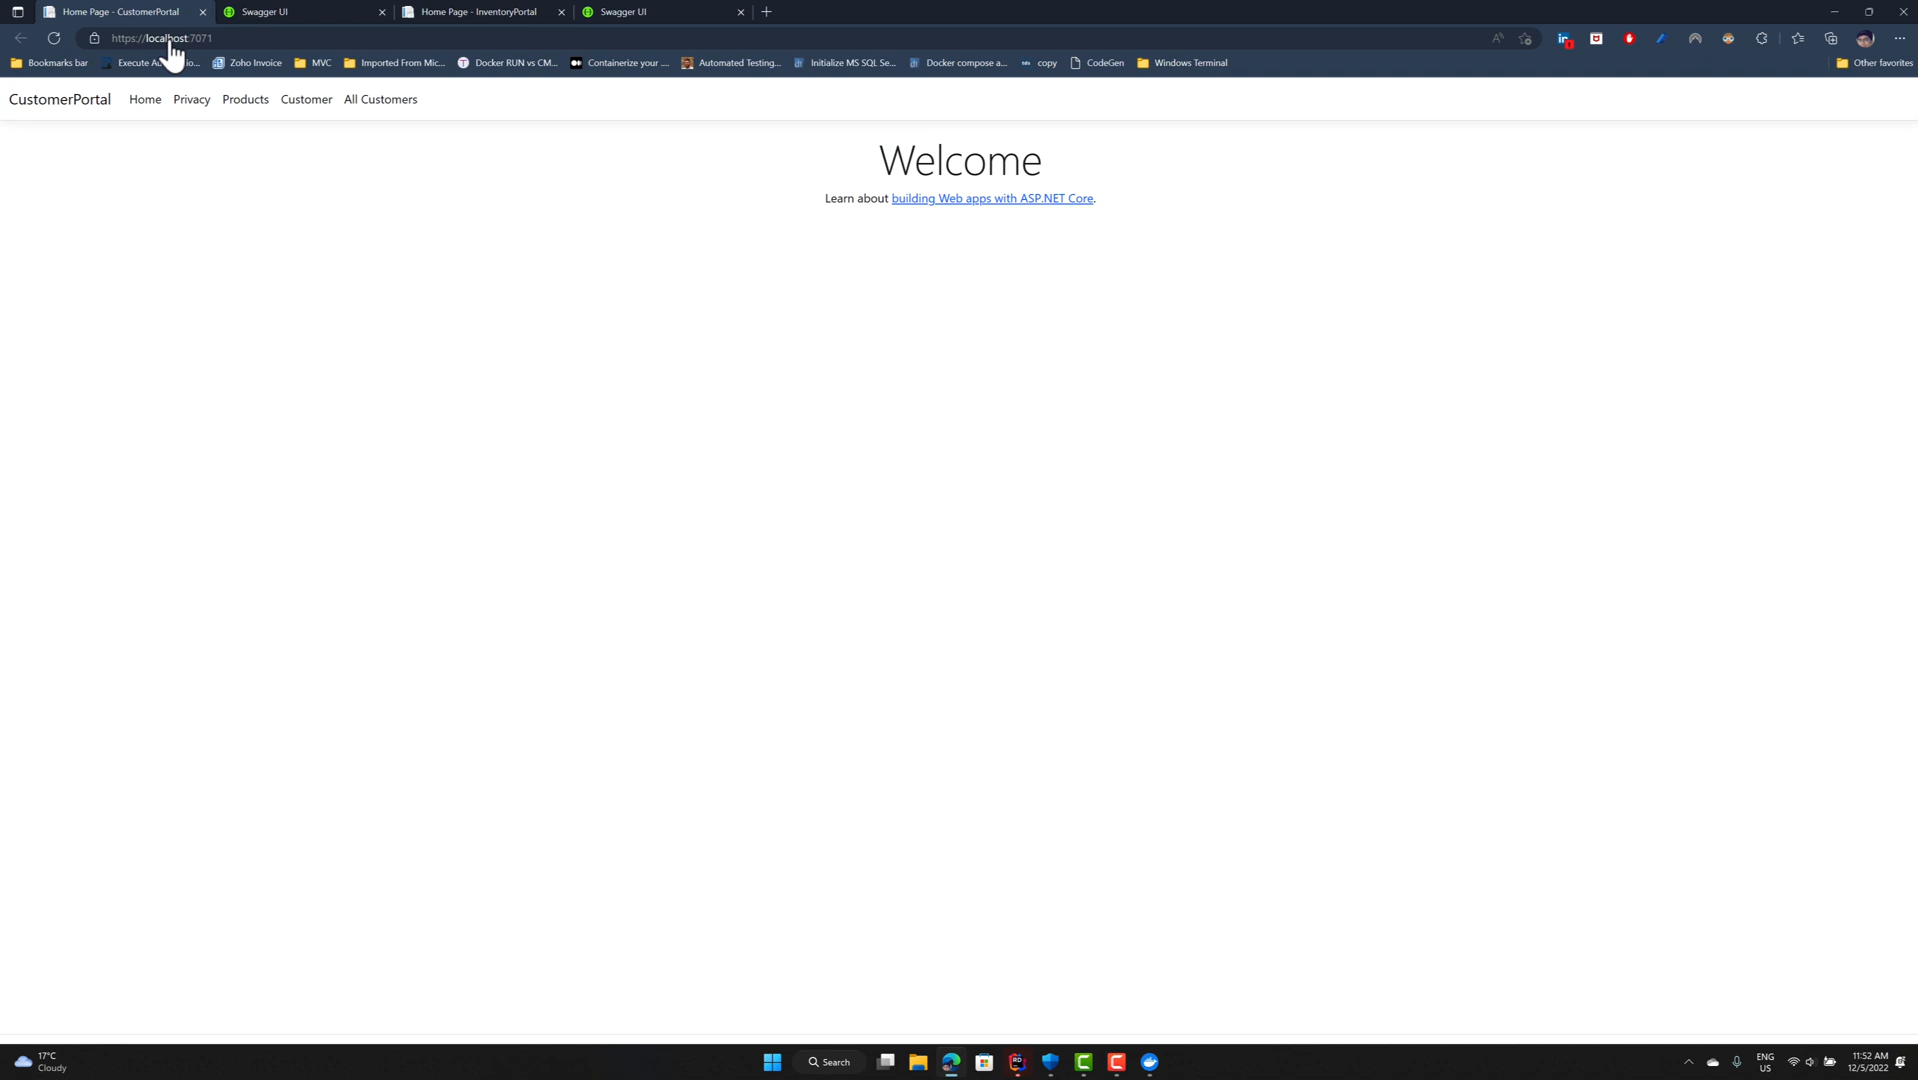 Home Page - CustomerPortal
Swagger UI
Home Page - InventoryPortal
Swagger UI
https://localhost:7071
Bookmarks bar
Zoho Invoice
MVC
Imported From Mic...
Docker RUN vs CM...
Containerize your ....
Automated Testing...
Initialize MS SQL Se...
Docker compose a...
copy
CodeGen
Windows Terminal
Other favorites
CustomerPortal Home Privacy Products Customer All Customers
Welcome
Learn about building Web apps with ASP.NET Core.
17°C
Cloudy
Search
ENG
US
11:52 AM
12/5/2022